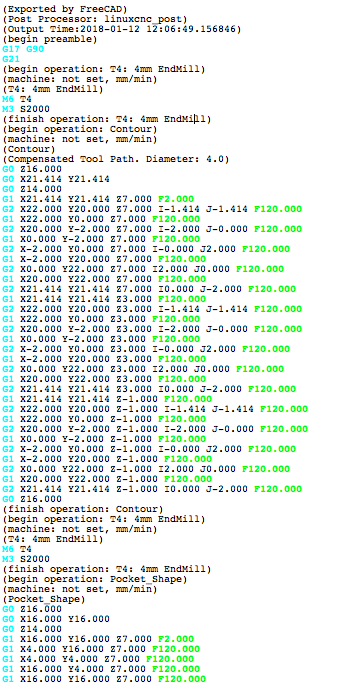 (Exported by FreeCAD)
(Post Processor: linuxcnc_post)
(Output Time:2018-01-12 12:06:49.156846)
(begin preamble)
G17 G90
G21
(begin operation: T4: 4mm EndMill)
(machine: not set, mm/min)
(T4: 4mm EndMill)
M6 T4
M3 S2000
(finish operation: T4: 4mm EndMill)
(begin operation: Contour)
(machine: not set, mm/min)
(Contour)
(Compensated Tool Path. Diameter: 4.0)
G0 Z16.000
G0 X21.414 Y21.414
G0 Z14.000
G1 X21.414 Y21.414 Z7.000 F2.000
G2 X22.000 Y20.000 Z7.000 I-1.414 J-1.414 F120.000
G1 X22.000 Y0.000 Z7.000 F120.000
G2 X20.000 Y-2.000 Z7.000 I-2.000 J-0.000 F120.000
G1 X0.000 Y-2.000 Z7.000 F120.000
G2 X-2.000 Y0.000 Z7.000 I-0.000 J2.000 F120.000
G1 X-2.000 Y20.000 Z7.000 F120.000
G2 X0.000 Y22.000 Z7.000 I2.000 J0.000 F120.000
G1 X20.000 Y22.000 Z7.000 F120.000
G2 X21.414 Y21.414 Z7.000 I0.000 J-2.000 F120.000
G1 X21.414 Y21.414 Z3.000 F120.000
G2 X22.000 Y20.000 Z3.000 I-1.414 J-1.414 F120.000
G1 X22.000 Y0.000 Z3.000 F120.000
G2 X20.000 Y-2.000 Z3.000 I-2.000 J-0.000 F120.000
G1 X0.000 Y-2.000 Z3.000 F120.000
G2 X-2.000 Y0.000 Z3.000 I-0.000 J2.000 F120.000
G1 X-2.000 Y20.000 Z3.000 F120.000
G2 X0.000 Y22.000 Z3.000 I2.000 J0.000 F120.000
G1 X20.000 Y22.000 Z3.000 F120.000
G2 X21.414 Y21.414 Z3.000 I0.000 J-2.000 F120.000
G1 X21.414 Y21.414 Z-1.000 F120.000
G2 X22.000 Y20.000 Z-1.000 I-1.414 J-1.414 F120.000
G1 X22.000 Y0.000 Z-1.000 F120.000
G2 X20.000 Y-2.000 Z-1.000 I-2.000 J-0.000 F120.000
G1 X0.000 Y-2.000 Z-1.000 F120.000
G2 X-2.000 Y0.000 Z-1.000 I-0.000 J2.000 F120.000
G1 X-2.000 Y20.000 Z-1.000 F120.000
G2 X0.000 Y22.000 Z-1.000 I2.000 J0.000 F120.000
G1 X20.000 Y22.000 Z-1.000 F120.000
G2 X21.414 Y21.414 Z-1.000 I0.000 J-2.000 F120.000
G0 Z16.000
(finish operation: Contour)
(begin operation: T4: 4mm EndMill)
(machine: not set, mm/min)
(T4: 4mm EndMill)
M6 T4
M3 S2000
(finish operation: T4: 4mm EndMill)
(begin operation: Pocket_Shape)
(machine: not set, mm/min)
(Pocket_Shape)
G0 Z16.000
G0 X16.000 Y16.000
G0 Z14.000
G1 X16.000 Y16.000 Z7.000 F2.000
G1 X4.000 Y16.000 Z7.000 F120.000
G1 X4.000 Y4.000 Z7.000 F120.000
G1 X16.000 Y4.000 Z7.000 F120.000
G1 X16.000 Y16.000 Z7.000 F120.000